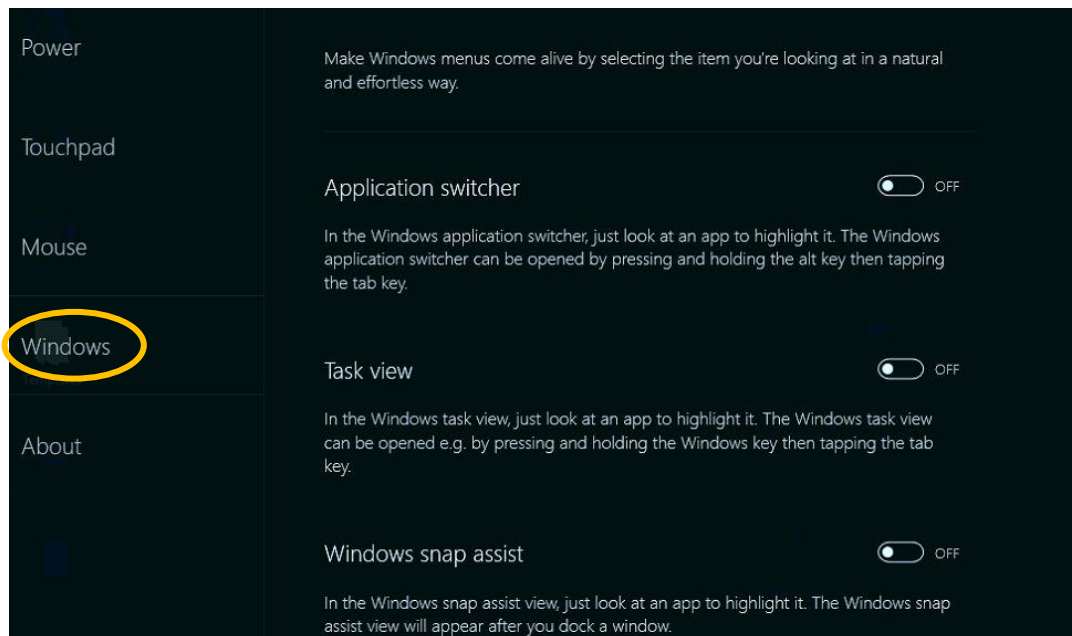 Power
Touchpad
Mouse
Windows
About
Make Windows menus come alive by selecting the item you're looking at in a natural
and effortless way.
Application switcher OFF
In the Windows application switcher, just look at an app to highlight it. The Windows
application switcher can be opened by pressing and holding the alt key then tapping
the tab key.
Task view OFF
In the Windows task view, just look at an app to highlight it. The Windows task view
can be opened e.g. by pressing and holding the Windows key then tapping the tab
key.
Windows snap assist OFF
In the Windows snap assist view, just look at an app to highlight it. The Windows snap
assist view will appear after you dock a window.